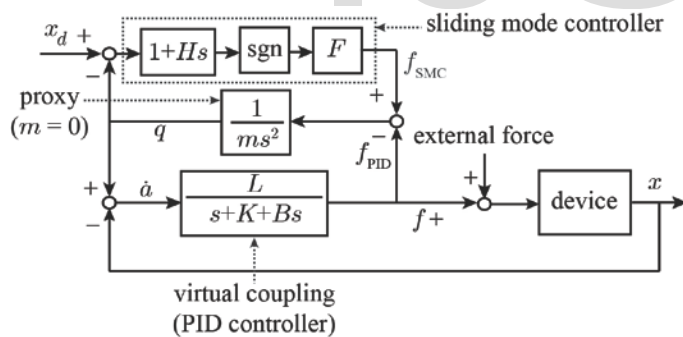 sliding mode controller
x_d +
−
1+Hs
sgn
F
f_SMC
+
proxy
(m = 0)
q
1
ms²
−
f_PID
external force
+
+
−
ȧ
L
s+K+Bs
f+
device
x
virtual coupling
(PID controller)